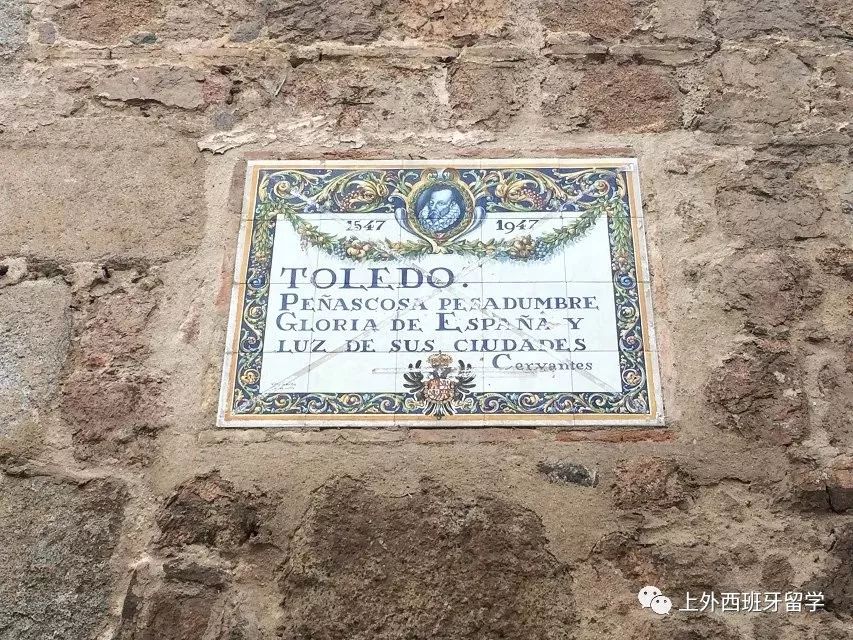 1547 1947
TOLEDO.
PEÑASCOSA PESADUMBRE
GLORIA DE ESPAÑA Y
LUZ DE SUS CIUDADES
Cervantes
上外西班牙留学